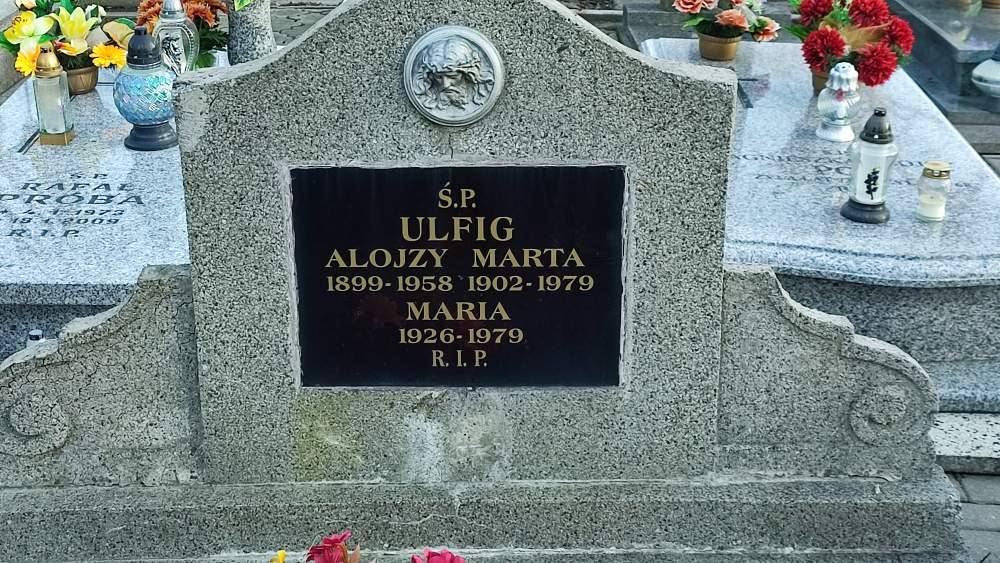 Ś.P.
ULFIG
ALOJZY MARTA
1899-1958 1902-1979
MARIA
1926-1979
R. I. P.
Ś.P.
RAFAŁ
PRÓBA
R.I.P.